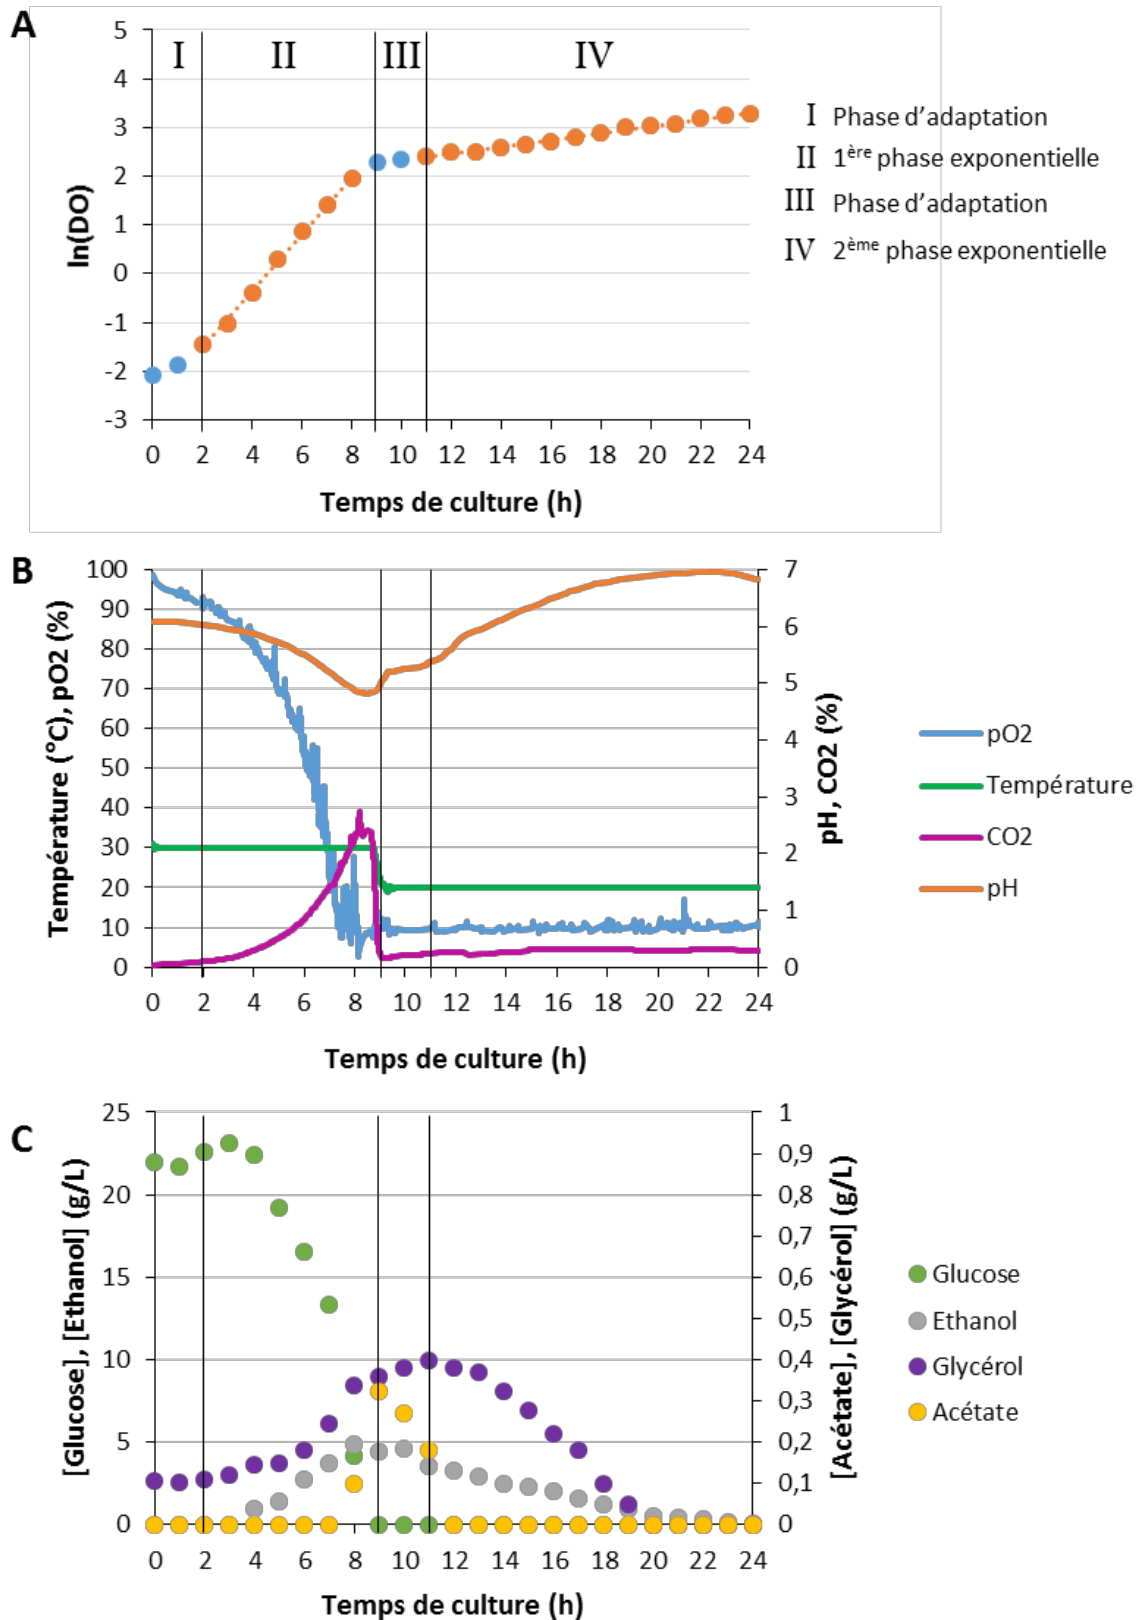 A
I II III IV
5
4
3
2
1
0
-1
-2
-3
ln(DO)
0 2 4 6 8 10 12 14 16 18 20 22 24
Temps de culture (h)
I Phase d'adaptation
II 1ère phase exponentielle
III Phase d'adaptation
IV 2ème phase exponentielle
B
100
90
80
70
60
50
40
30
20
10
0
Température (°C), pO2 (%)
7
6
5
4
3
2
1
0
pH, CO2 (%)
0 2 4 6 8 10 12 14 16 18 20 22 24
Temps de culture (h)
pO2
Température
CO2
pH
C
25
20
15
10
5
0
[Glucose], [Ethanol] (g/L)
1
0,9
0,8
0,7
0,6
0,5
0,4
0,3
0,2
0,1
0
[Acétate], [Glycérol] (g/L)
0 2 4 6 8 10 12 14 16 18 20 22 24
Temps de culture (h)
Glucose
Ethanol
Glycérol
Acétate